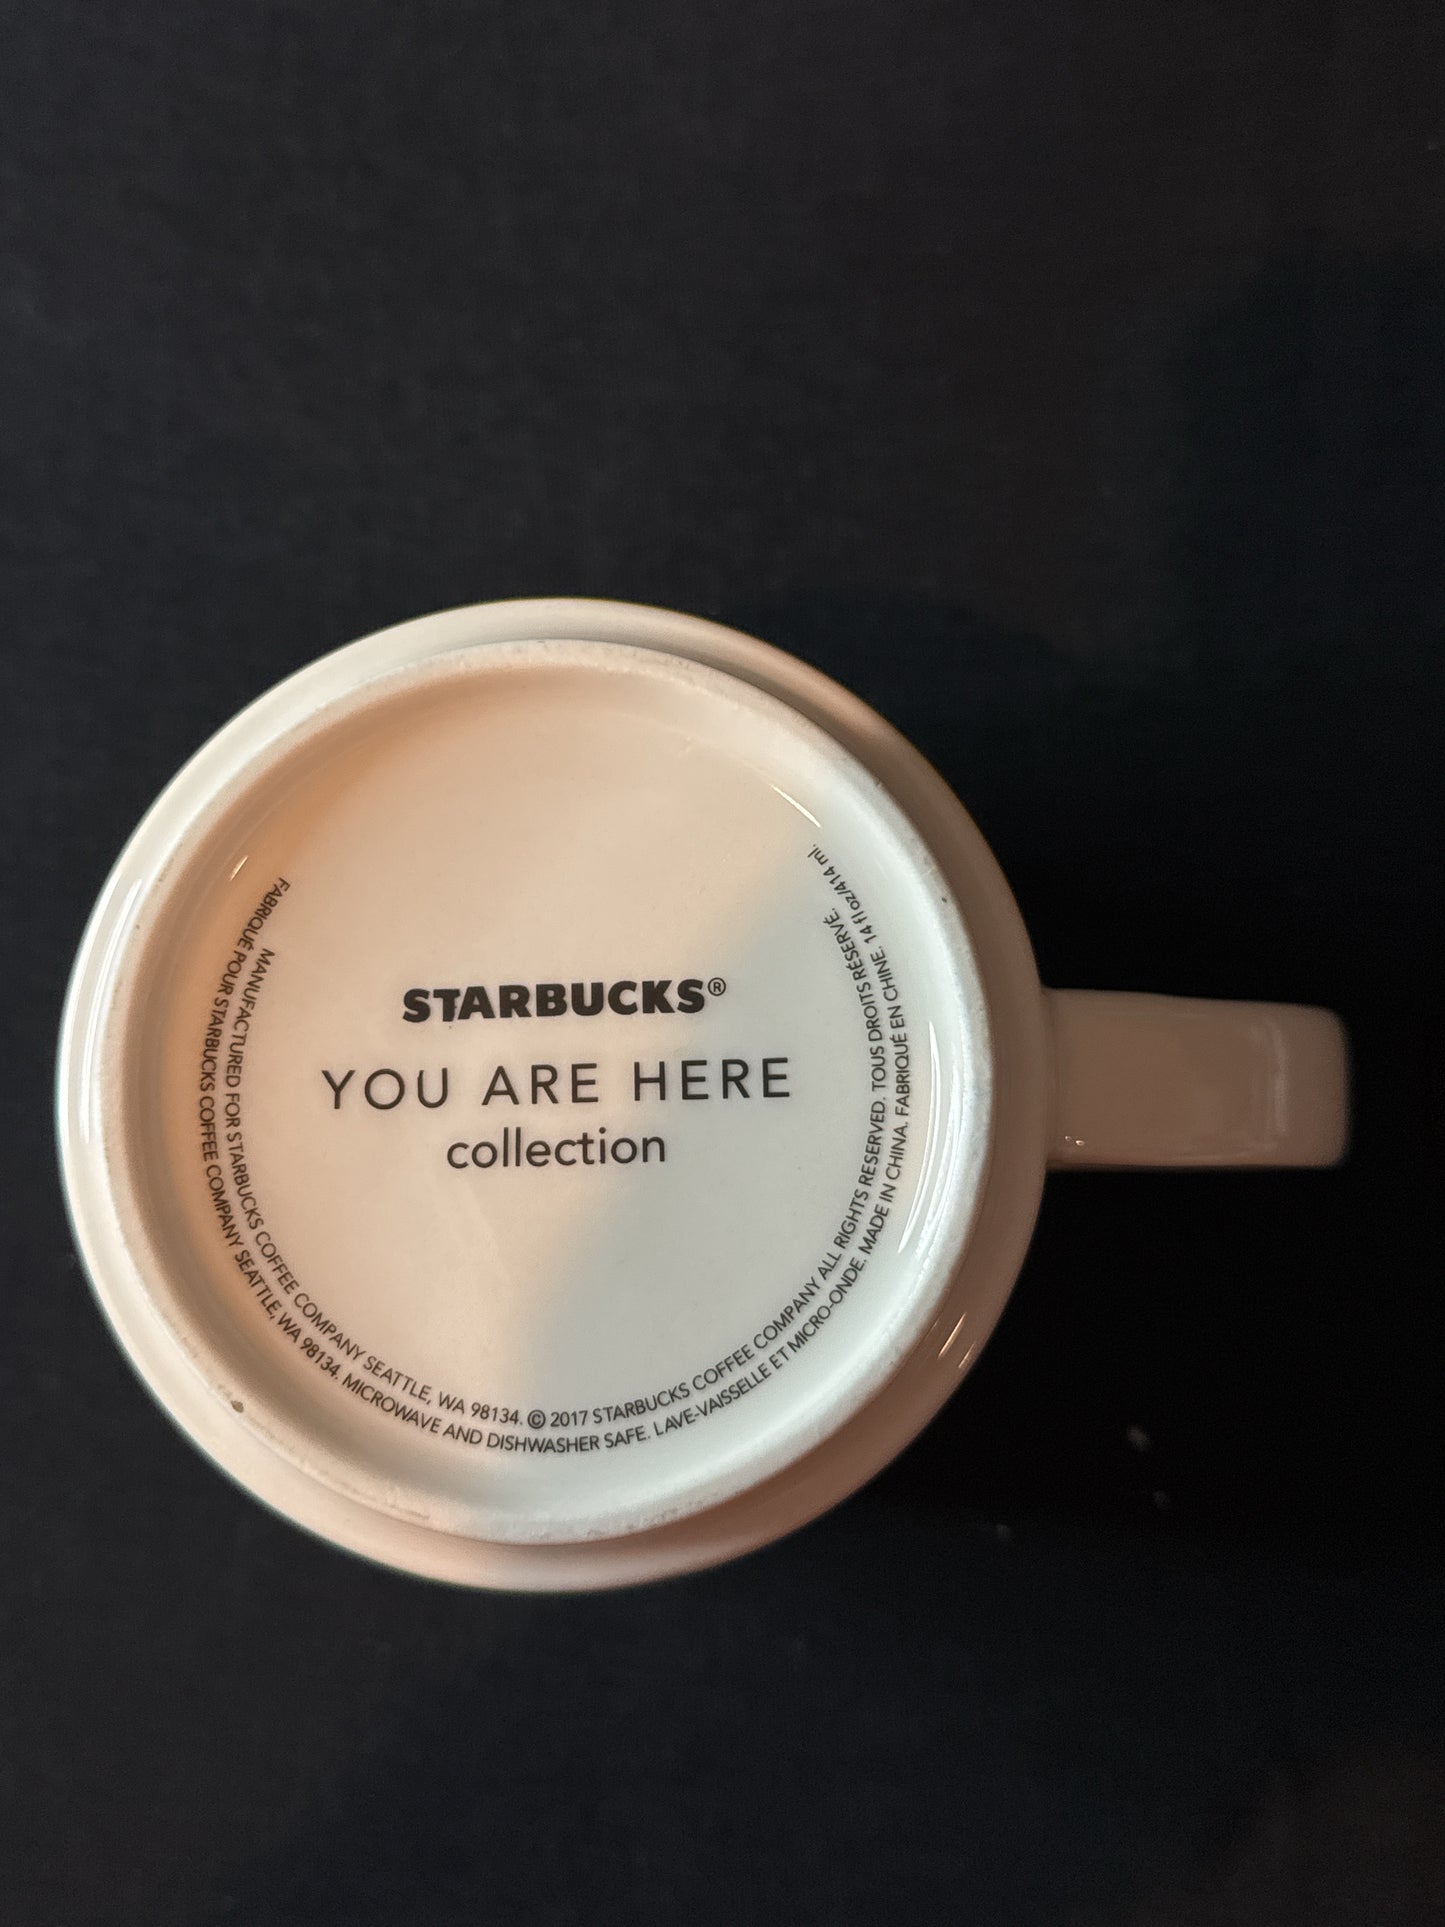 STARBUCKS®
YOU ARE HERE
collection
MANUFACTURED FOR STARBUCKS COFFEE COMPANY SEATTLE, WA 98134. © 2017 STARBUCKS COFFEE COMPANY ALL RIGHTS RESERVED. TOUS DROITS RÉSERVÉ.
FABRIQUÉ POUR STARBUCKS COFFEE COMPANY SEATTLE, WA 98134. MICROWAVE AND DISHWASHER SAFE. LAVE-VAISSELLE ET MICRO-ONDE. MADE IN CHINA. FABRIQUÉ EN CHINE. 14 fl oz/414 ml.